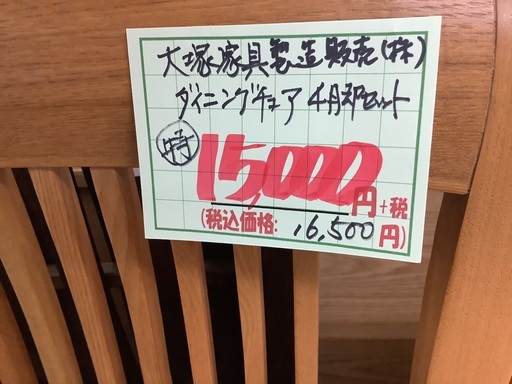 大塚家具製造販売(株)
ダイニングチェア 4脚セット
特 15,000円+税
(税込価格: 16,500円)